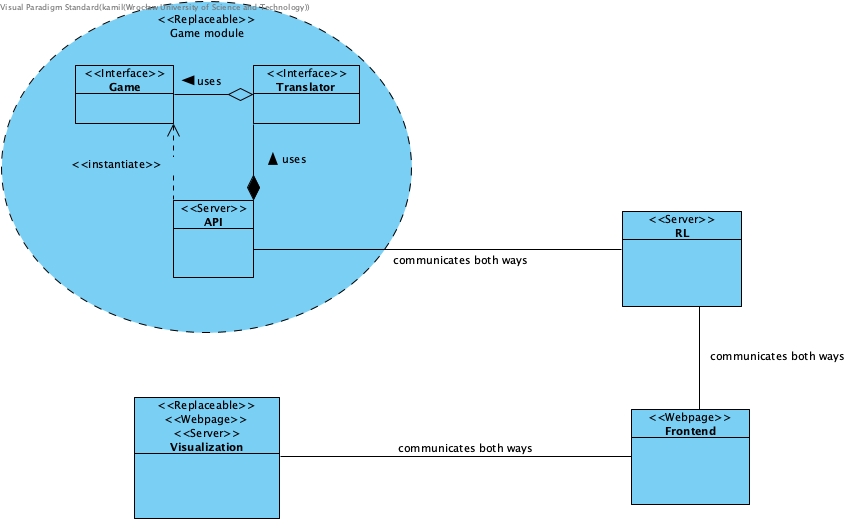 Visual Paradigm Standard(kamil(Wroclaw University of Science and Technology))
<<Replaceable>>
Game module
<<Interface>>
Game
◀ uses
<<Interface>>
Translator
<<instantiate>>
▲ uses
<<Server>>
API
communicates both ways
<<Server>>
RL
communicates both ways
<<Replaceable>>
<<Webpage>>
<<Server>>
Visualization
communicates both ways
<<Webpage>>
Frontend